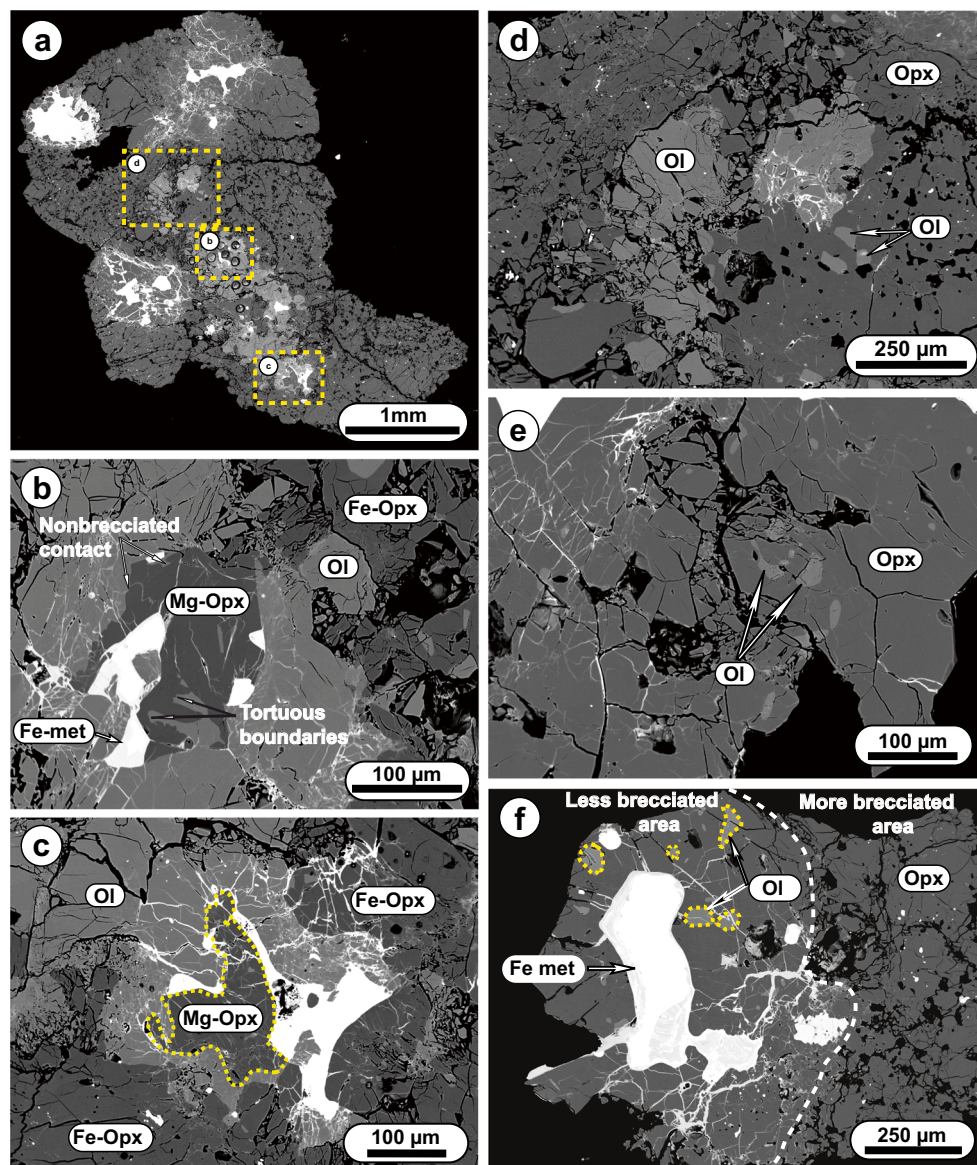 a
d
b
c
1mm
b
Nonbrecciated
contact
Fe-Opx
Ol
Mg-Opx
Fe-met
Tortuous
boundaries
100 µm
c
Ol
Fe-Opx
Mg-Opx
Fe-Opx
100 µm
d
Opx
Ol
Ol
250 µm
e
Opx
Ol
100 µm
f
Less brecciated
area
More brecciated
area
Ol
Opx
Fe met
250 µm